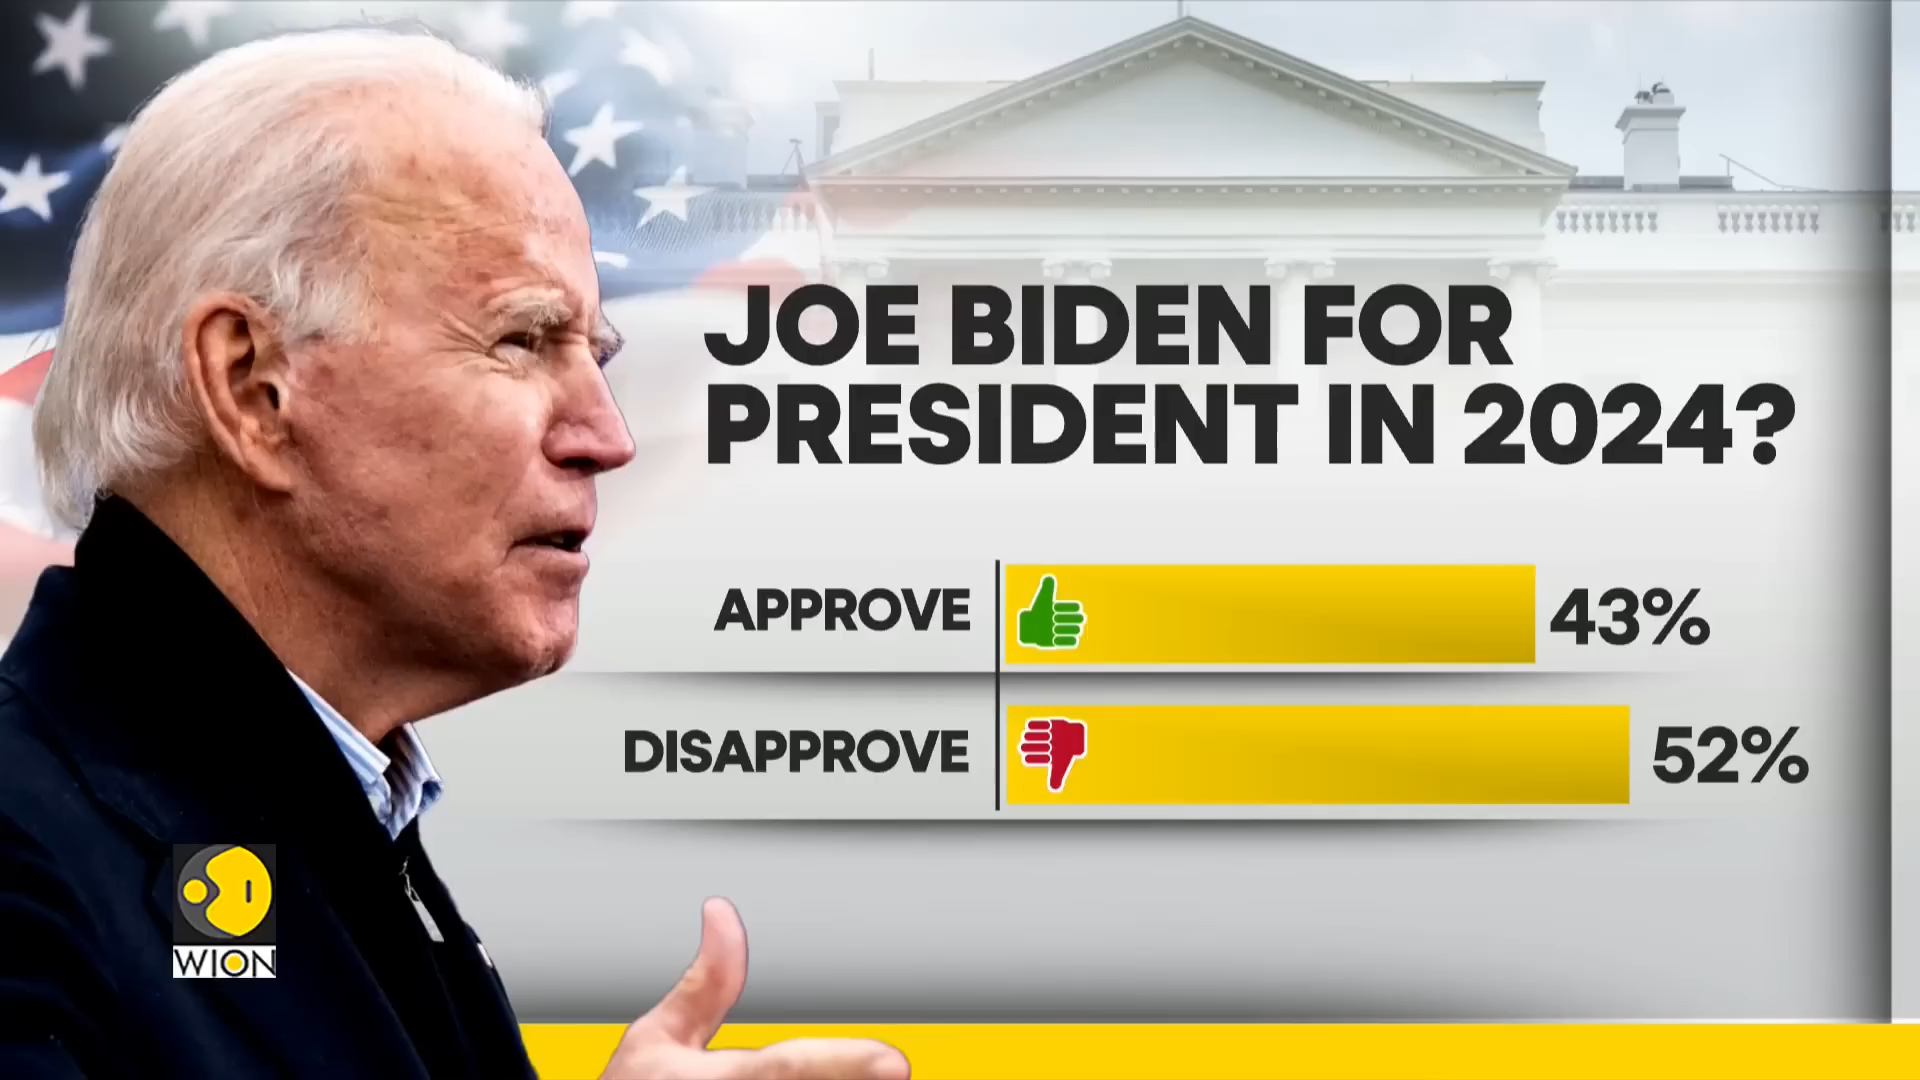 JOE BIDEN FOR
PRESIDENT IN 2024?
APPROVE 43%
DISAPPROVE 52%
WION